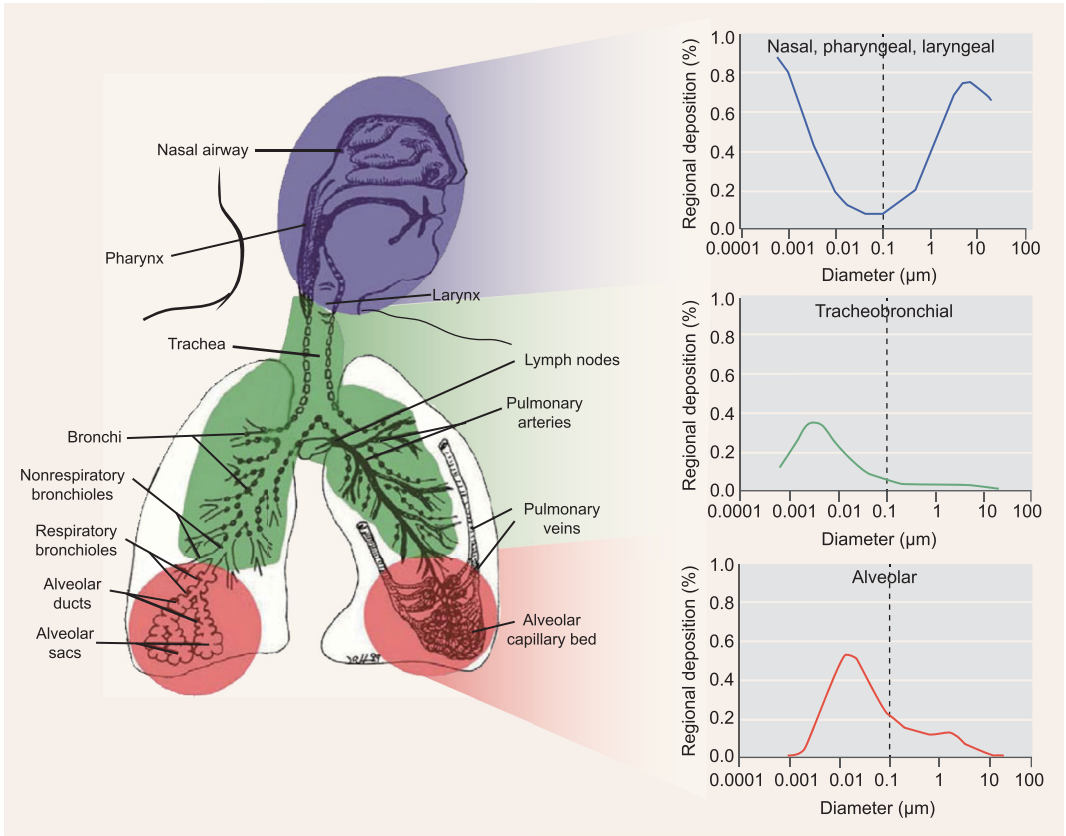 Nasal airway
Pharynx
Larynx
Trachea
Lymph nodes
Pulmonary
arteries
Bronchi
Nonrespiratory
bronchioles
Respiratory
bronchioles
Pulmonary
veins
Alveolar
ducts
Alveolar
sacs
Alveolar
capillary bed
Nasal, pharyngeal, laryngeal
Regional deposition (%)
1.0
0.8
0.6
0.4
0.2
0.0
0.0001 0.001 0.01 0.1 1 10 100
Diameter (µm)
Tracheobronchial
Regional deposition (%)
1.0
0.8
0.6
0.4
0.2
0.0
0.0001 0.001 0.01 0.1 1 10 100
Diameter (µm)
Alveolar
Regional deposition (%)
1.0
0.8
0.6
0.4
0.2
0.0
0.0001 0.001 0.01 0.1 1 10 100
Diameter (µm)